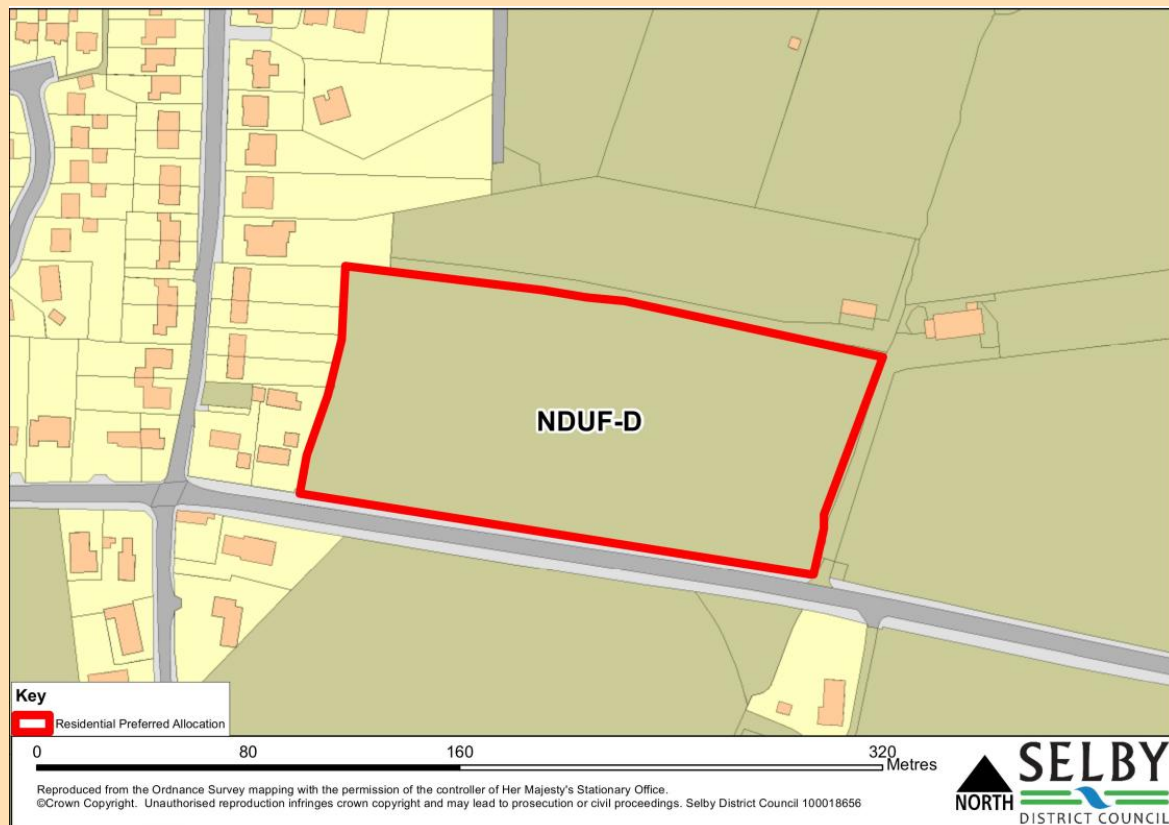 NDUF-D
Key
Residential Preferred Allocation
0 80 160 320
Metres
Reproduced from the Ordnance Survey mapping with the permission of the controller of Her Majesty's Stationary Office.
©Crown Copyright. Unauthorised reproduction infringes crown copyright and may lead to prosecution or civil proceedings. Selby District Council 100018656
NORTH
SELBY
DISTRICT COUNCIL